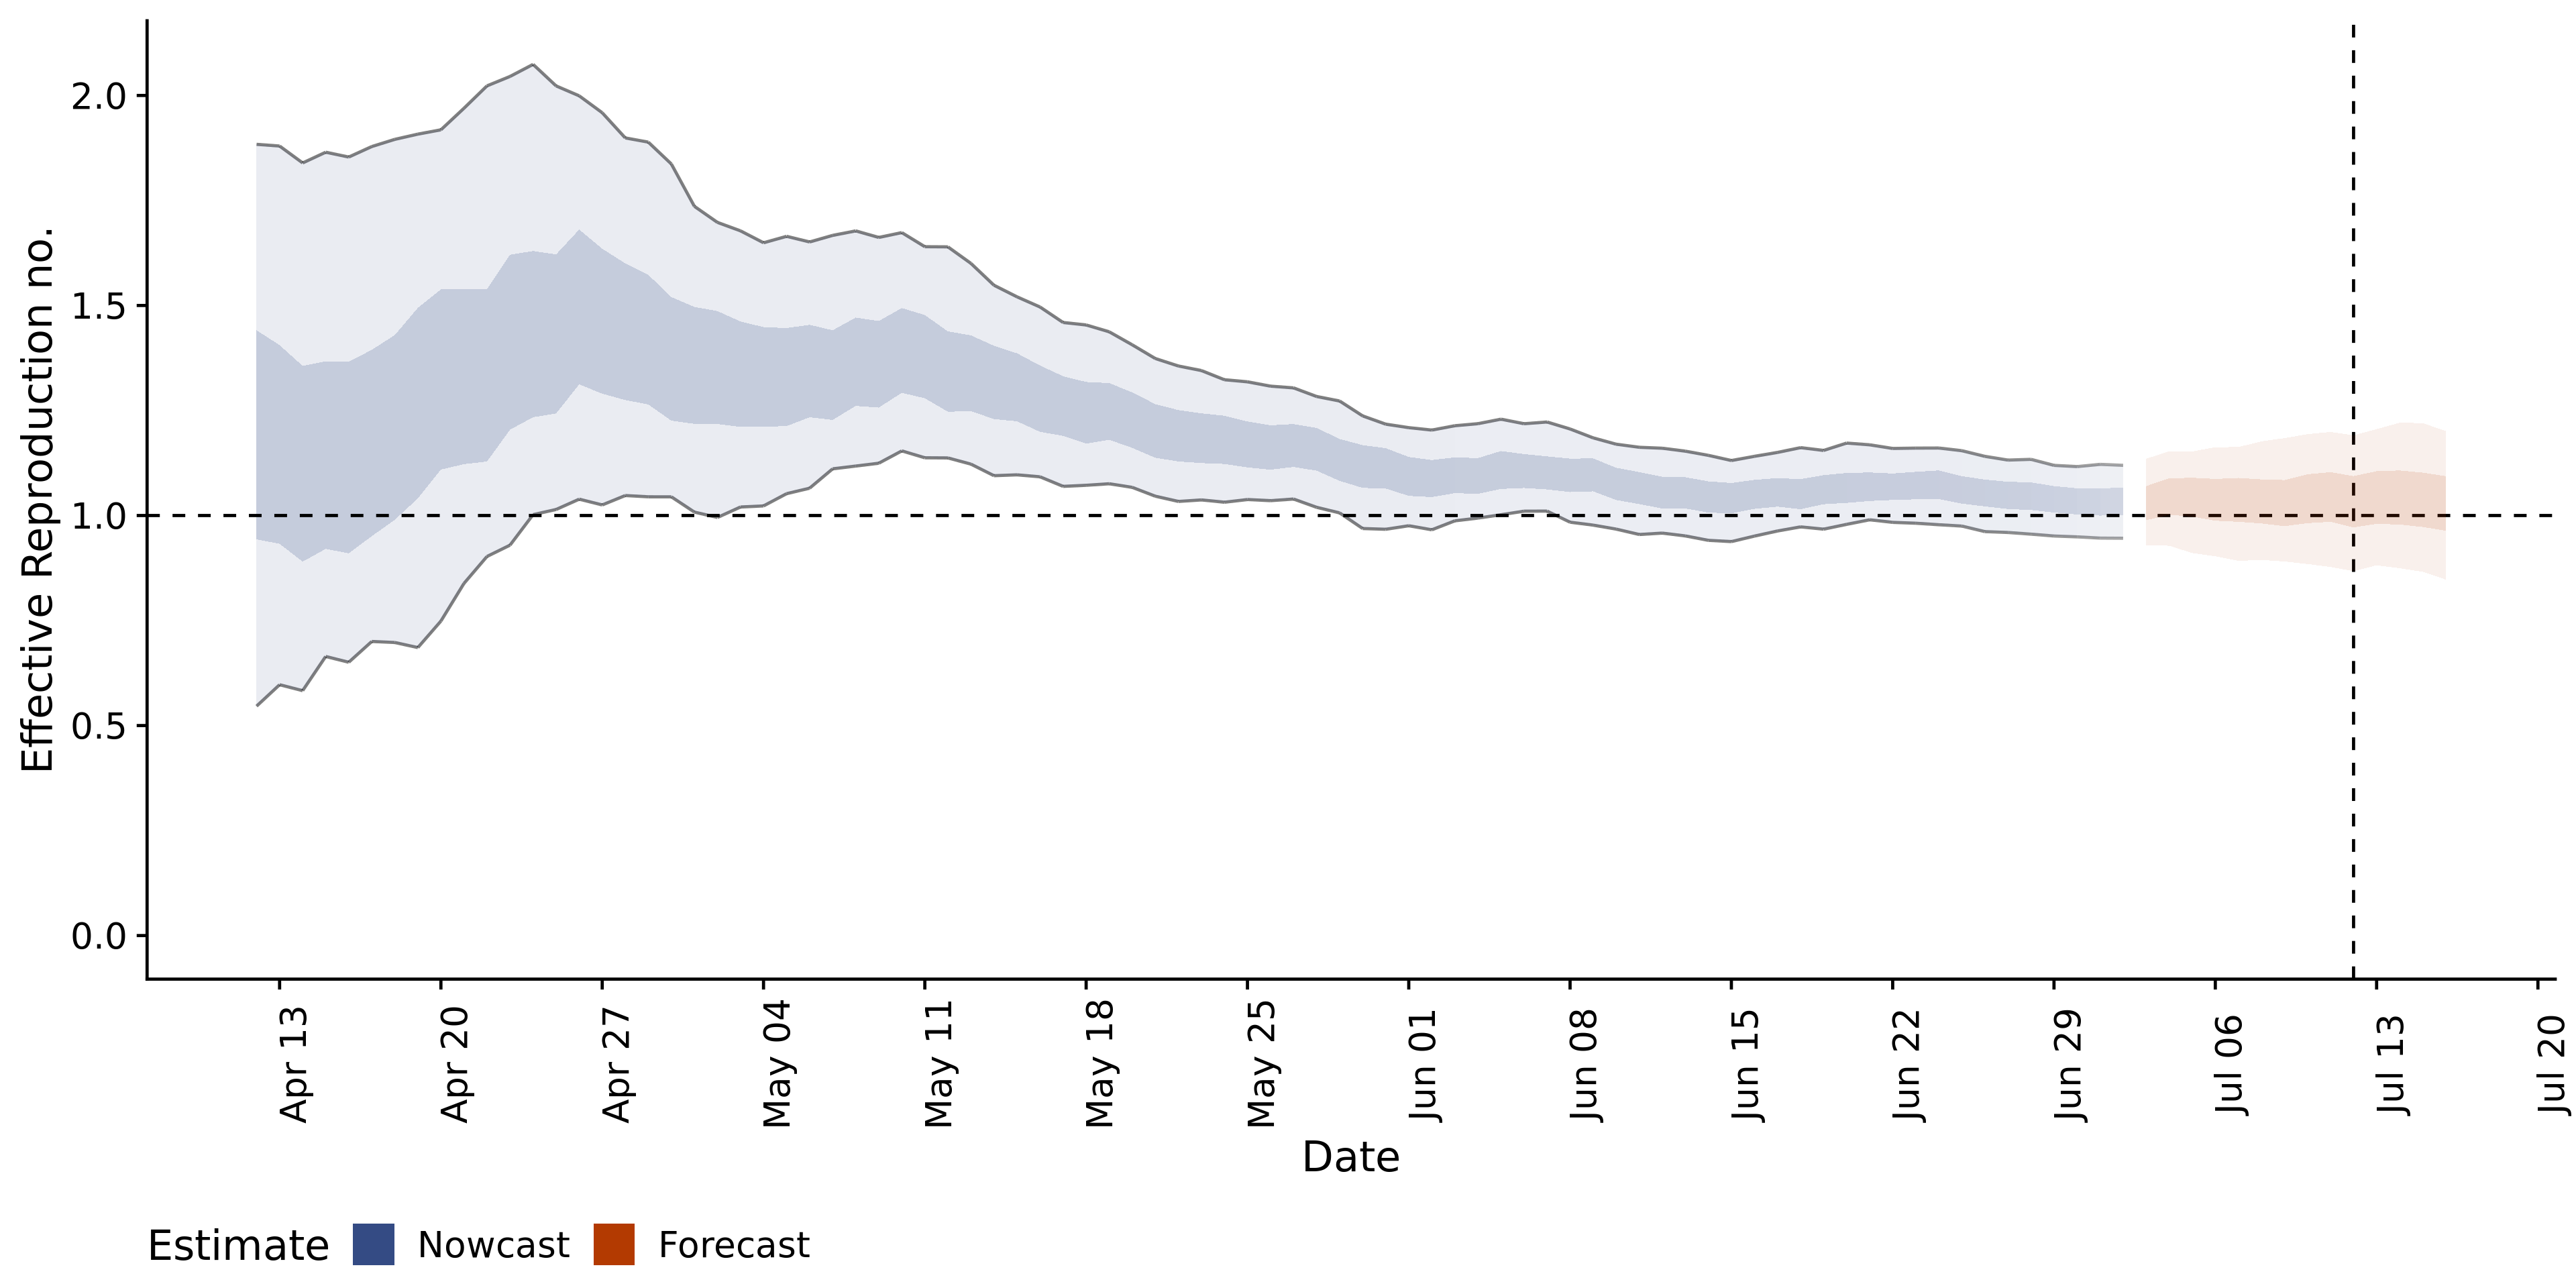 Effective Reproduction no.
2.0
1.5
1.0
0.5
0.0
Apr 13
Apr 20
Apr 27
May 04
May 11
May 18
May 25
Jun 01
Jun 08
Jun 15
Jun 22
Jun 29
Jul 06
Jul 13
Jul 20
Date
Estimate Nowcast Forecast